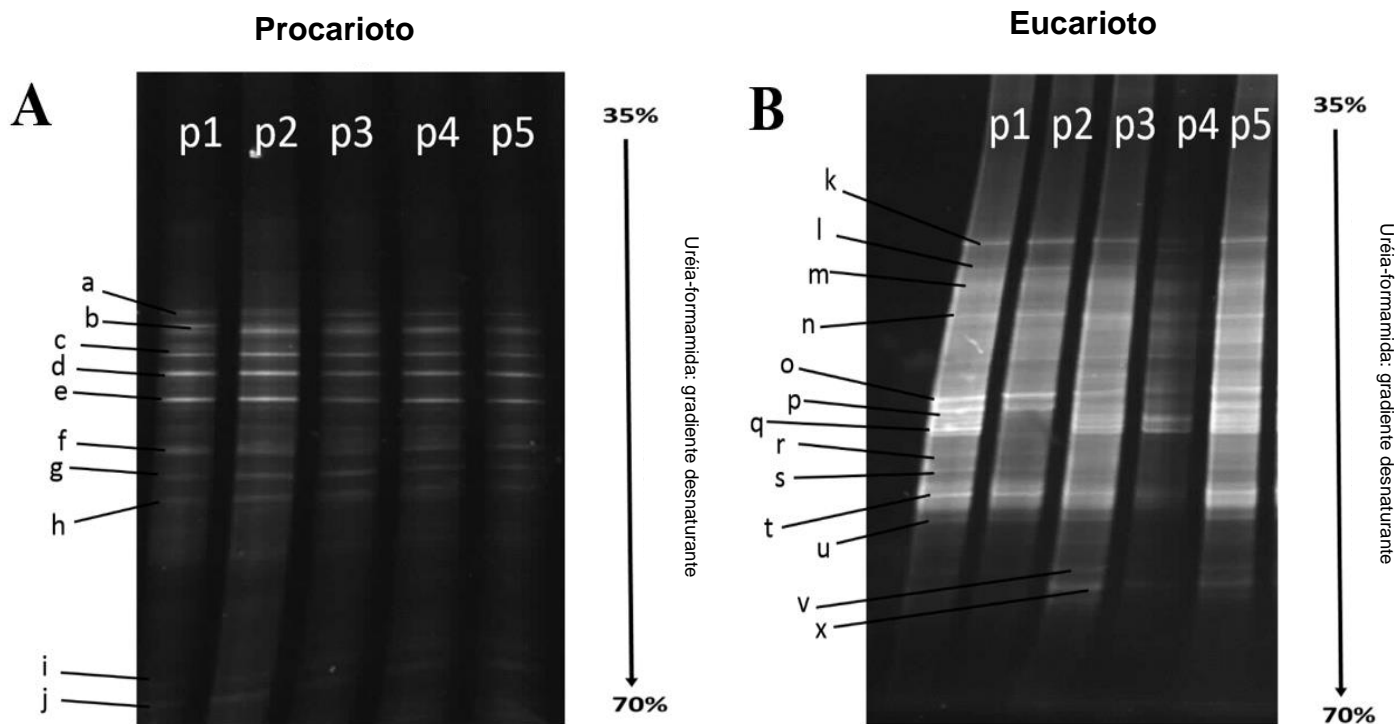 Procarioto
A
p1 p2 p3 p4 p5
a
b
c
d
e
f
g
h
i
j
35%
Uréia-formamida: gradiente desnaturante
70%
Eucarioto
B
p1 p2 p3 p4 p5
k
l
m
n
o
p
q
r
s
t
u
v
x
35%
Uréia-formamida: gradiente desnaturante
70%